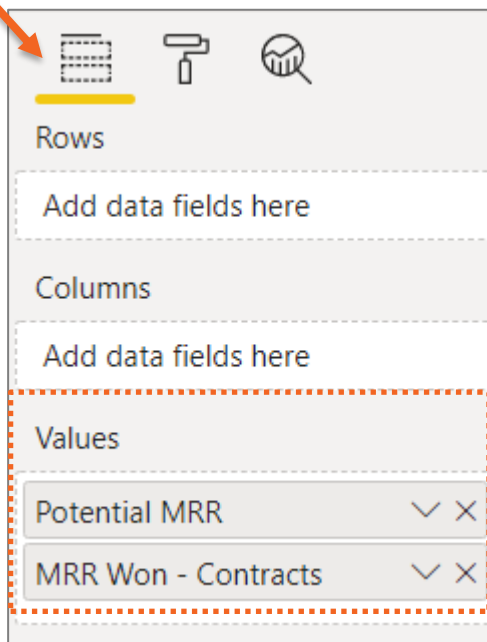 Rows
Add data fields here
Columns
Add data fields here
Values
Potential MRR
MRR Won - Contracts